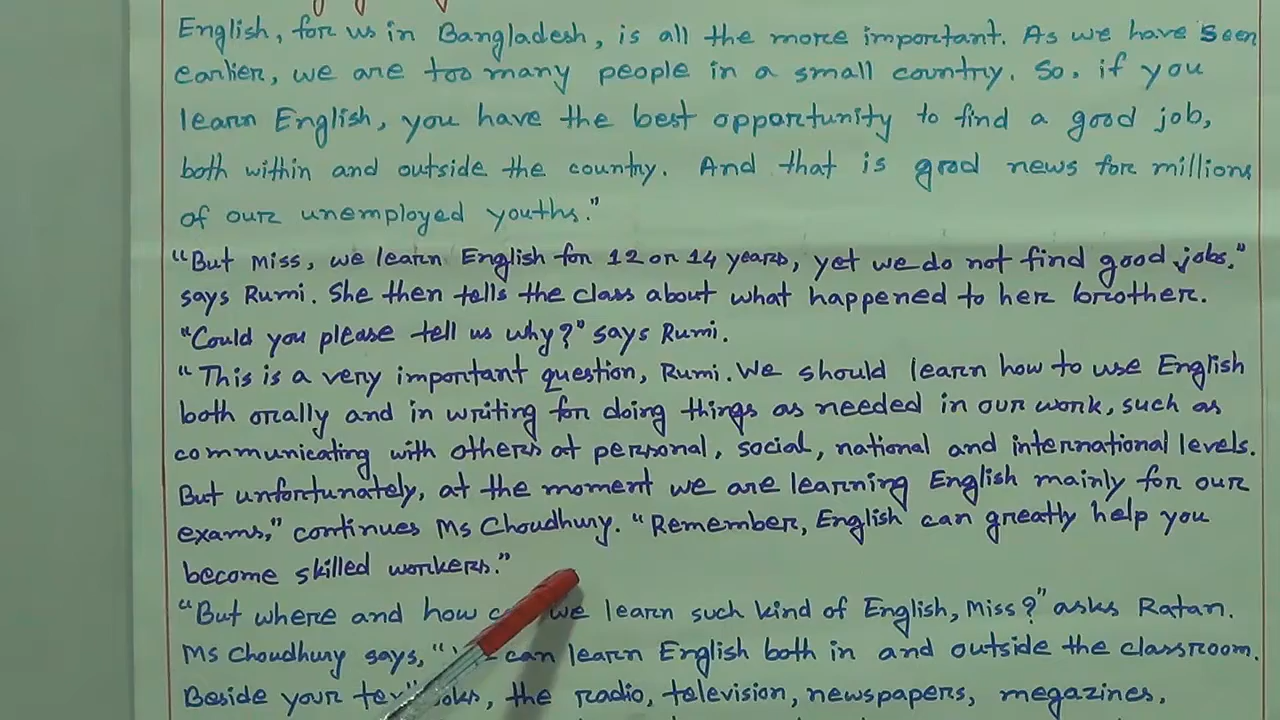 English, for us in Bangladesh, is all the more important. As we have seen
earlier, we are too many people in a small country. So, if you
learn English, you have the best opportunity to find a good job,
both within and outside the country. And that is good news for millions
of our unemployed youths."
"But Miss, we learn English for 12 or 14 years, yet we do not find good jobs."
says Rumi. She then tells the class about what happened to her brother.
"Could you please tell us why?" says Rumi.
"This is a very important question, Rumi. We should learn how to use English
both orally and in writing for doing things as needed in our work, such as
communicating with others at personal, social, national and international levels.
But unfortunately, at the moment we are learning English mainly for our
exams," continues Ms Choudhury. "Remember, English can greatly help you
become skilled workers."
"But where and how we learn such kind of English, Miss?" asks Ratan.
Ms Choudhury says, " can learn English both in and outside the classroom.
Beside your the radio, television, newspapers, megazines,